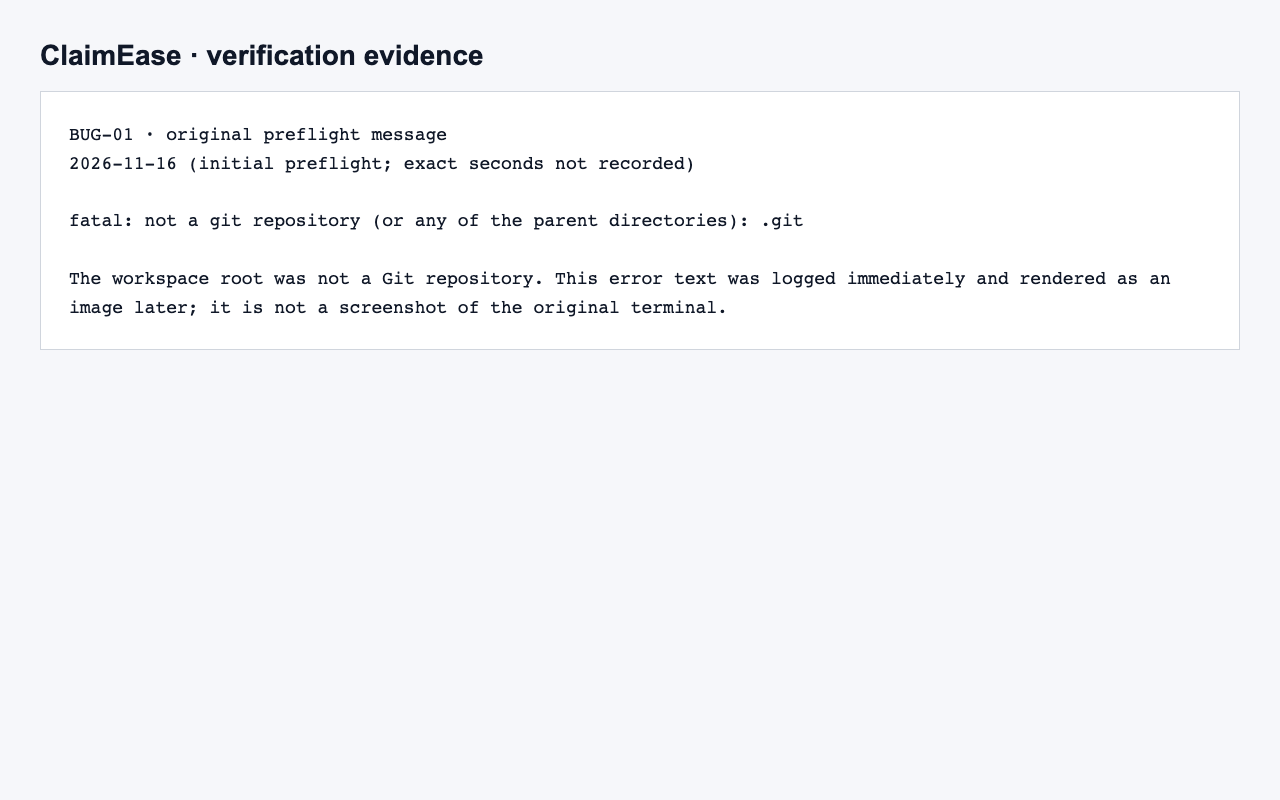 ClaimEase · verification evidence
BUG-01 · original preflight message
2026-11-16 (initial preflight; exact seconds not recorded)
fatal: not a git repository (or any of the parent directories): .git
The workspace root was not a Git repository. This error text was logged immediately and rendered as an
image later; it is not a screenshot of the original terminal.